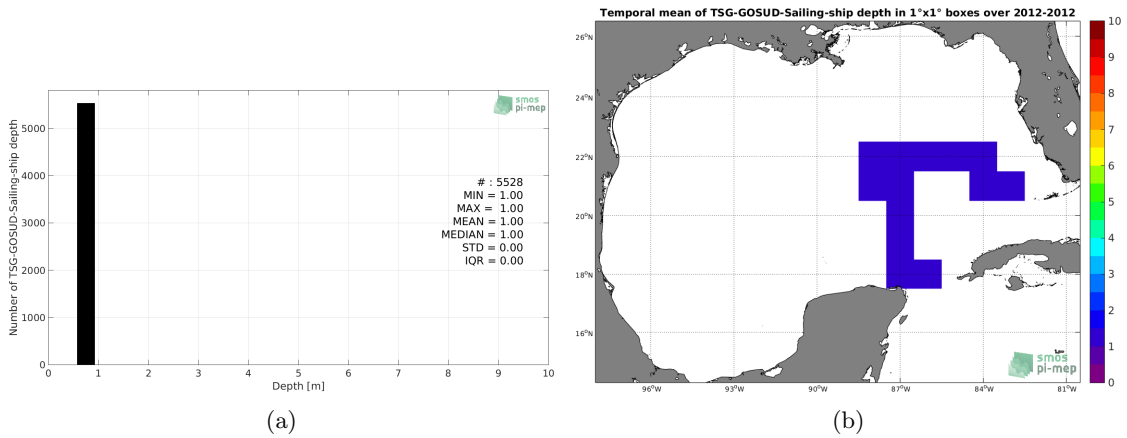 Number of TSG-GOSUD-Sailing-ship depth
5000
4000
3000
2000
1000
0
smos
pi-mep
# : 5528
MIN = 1.00
MAX = 1.00
MEAN = 1.00
MEDIAN = 1.00
STD = 0.00
IQR = 0.00
0 1 2 3 4 5 6 7 8 9 10
Depth [m]
(a)
Temporal mean of TSG-GOSUD-Sailing-ship depth in 1°x1° boxes over 2012-2012
26°N
24°N
22°N
20°N
18°N
16°N
96°W 93°W 90°W 87°W 84°W 81°W
smos
pi-mep
10
9
8
7
6
5
4
3
2
1
0
(b)